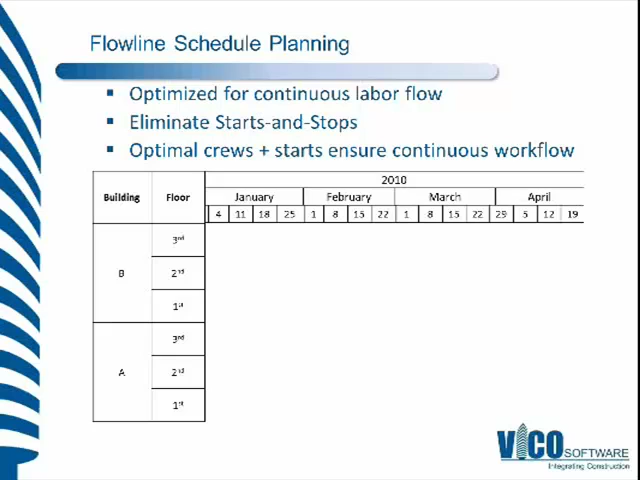 Flowline Schedule Planning
▪ Optimized for continuous labor flow
▪ Eliminate Starts-and-Stops
▪ Optimal crews + starts ensure continuous workflow
2010
Building Floor January February March April
4 11 18 25 1 8 15 22 1 8 15 22 29 5 12 19
3rd
B 2nd
1st
3rd
A 2nd
1st
VICO SOFTWARE
Integrating Construction